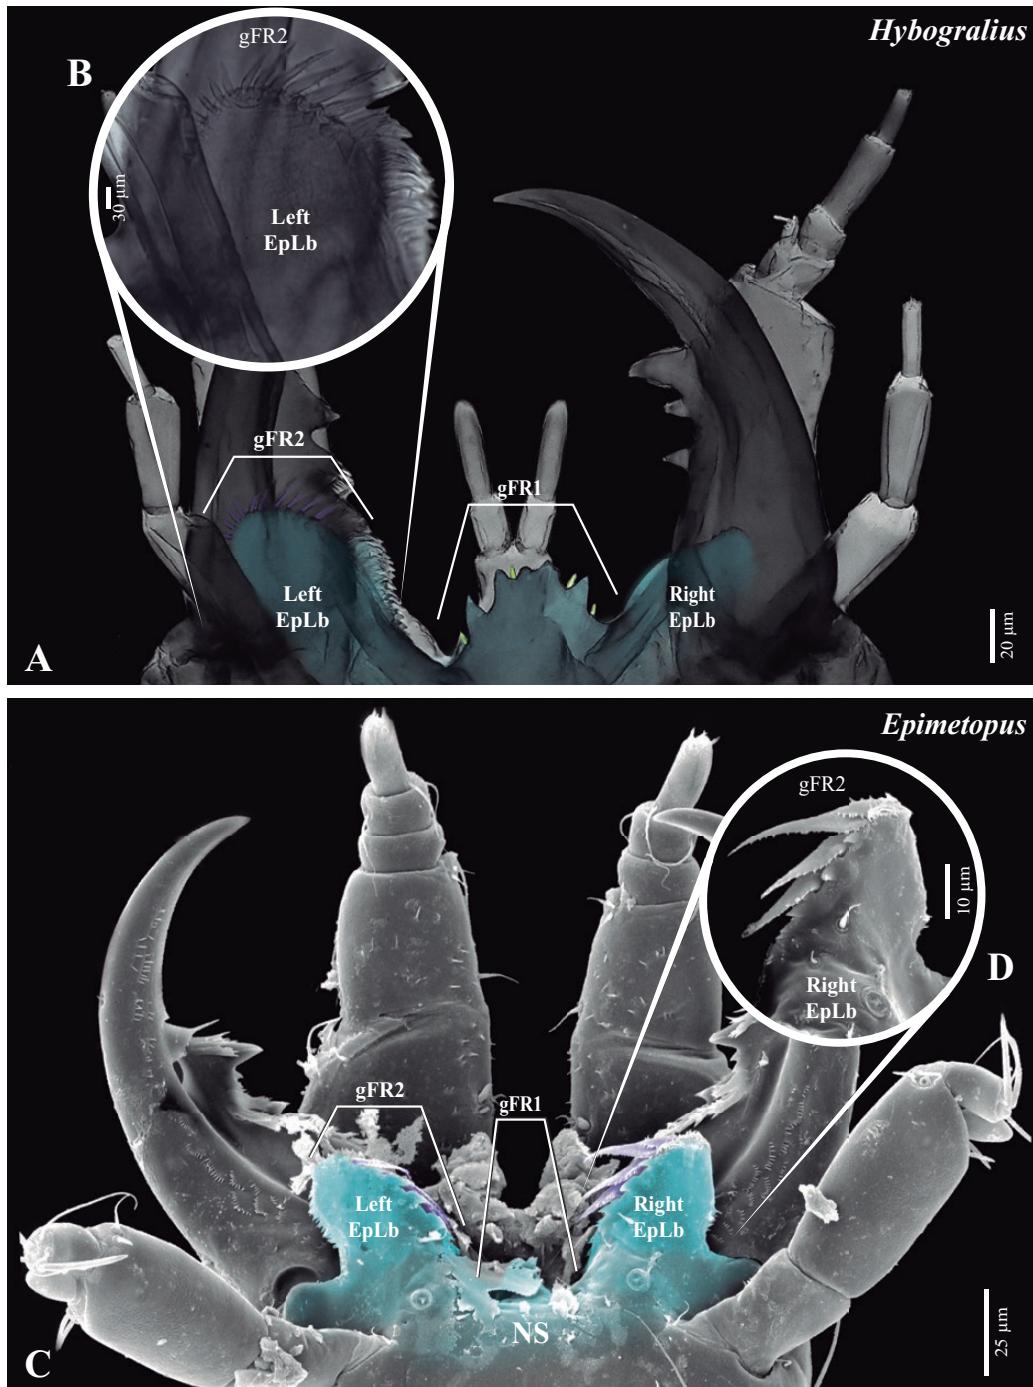 Hybogralius
gFR2
B
30 µm
Left
EpLb
gFR2
gFR1
Left
EpLb
Right
EpLb
A
20 µm
Epimetopus
gFR2
10 µm
D
Right
EpLb
gFR2
gFR1
Left
EpLb
Right
EpLb
NS
C
25 µm